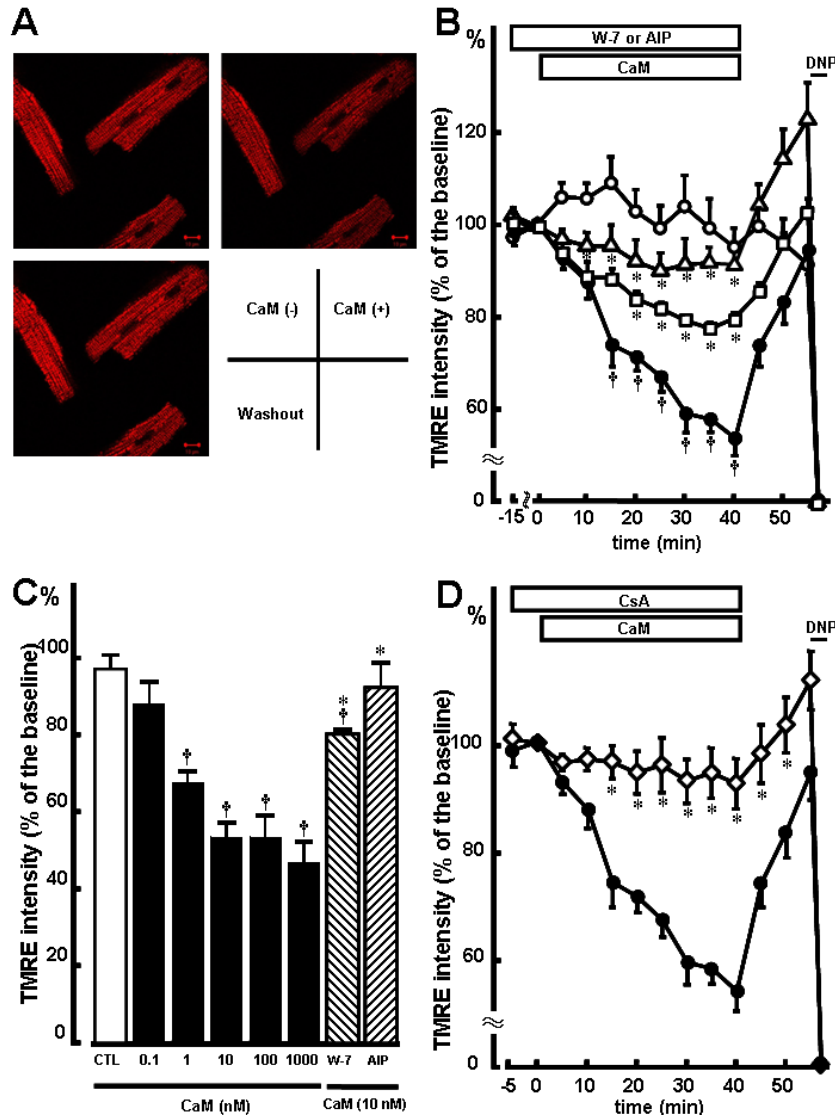 A
CaM (-)
CaM (+)
Washout
B
%
W-7 or AIP
CaM
DNP
TMRE intensity (% of the baseline)
120
100
80
60
0
* * * * * * *
* * * * *
† † † † † †
-15 0 10 20 30 40 50
time (min)
C
%
TMRE intensity (% of the baseline)
100
80
60
40
20
0
† † † † * † *
CTL 0.1 1 10 100 1000 W-7 AIP
CaM (nM)
CaM (10 nM)
D
%
CsA
CaM
DNP
TMRE intensity (% of the baseline)
100
80
60
0
* * * * * * * *
-5 0 10 20 30 40 50
time (min)